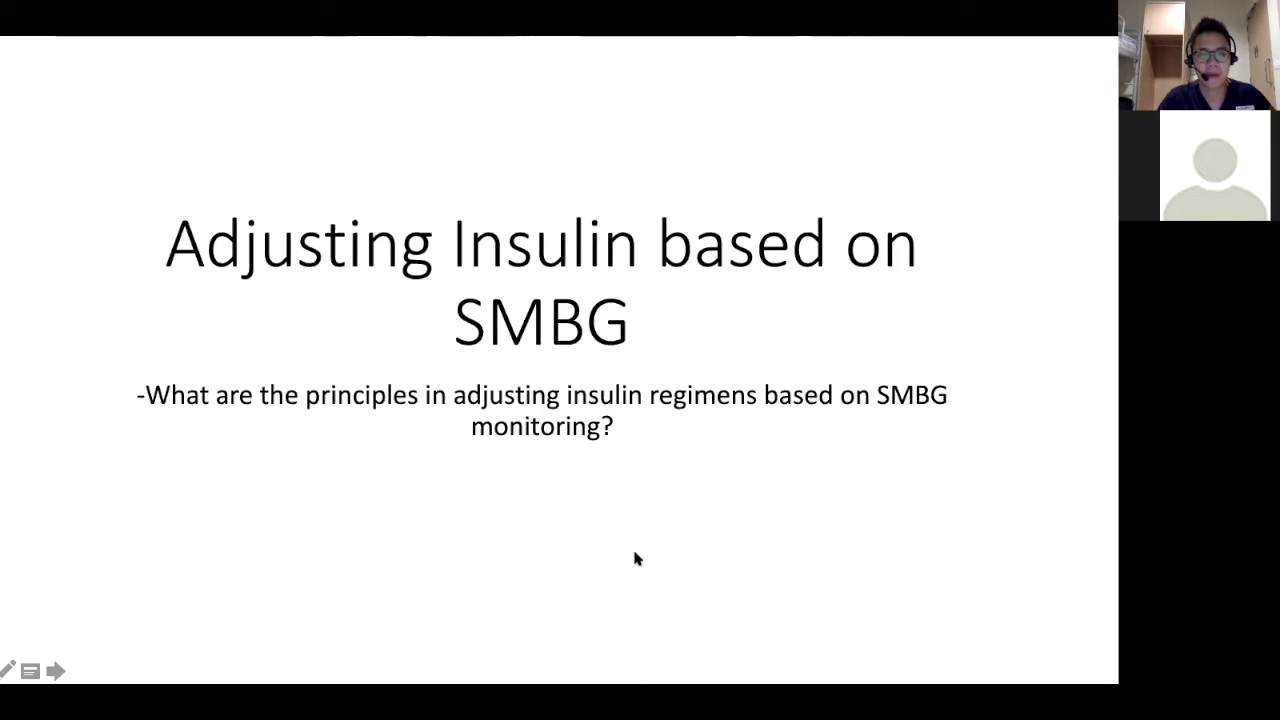 Adjusting Insulin based on
SMBG
-What are the principles in adjusting insulin regimens based on SMBG
monitoring?